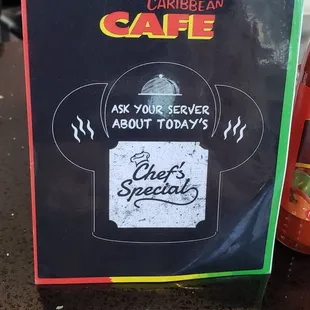 CARIBBEAN
CAFE
ASK YOUR SERVER
ABOUT TODAY'S
Chef's
Special